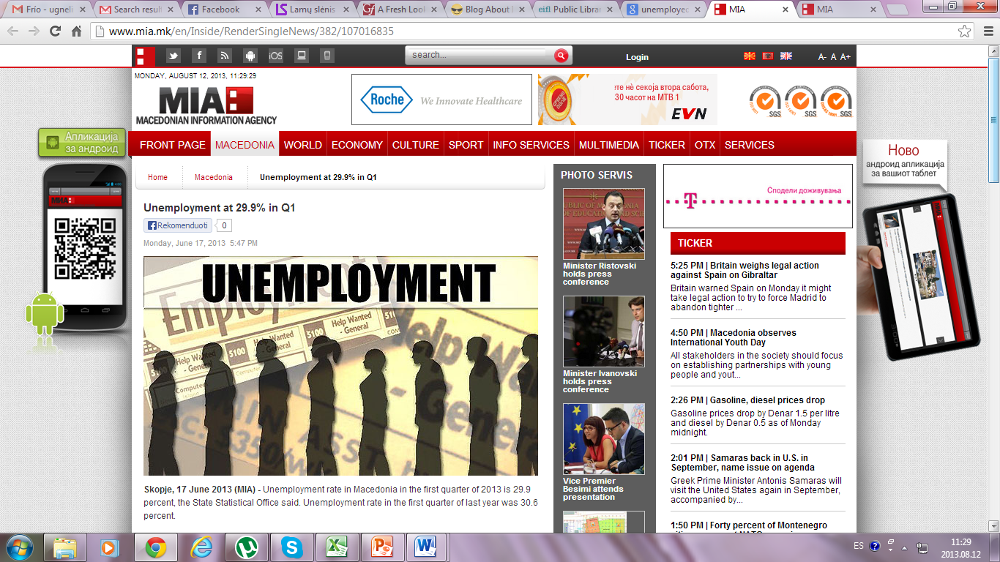 Frío - ugneli
Search result
Facebook
Lamų slėnis
A Fresh Look
Blog About
eifl Public Librar
unemployed
MIA
MIA
www.mia.mk/en/Inside/RenderSingleNews/382/107016835
iOS
search...
Login
A- A A+
MONDAY, AUGUST 12, 2013, 11:29:29
MIA
MACEDONIAN INFORMATION AGENCY
Roche We Innovate Healthcare
ете нè секоја втора сабота,
30 часот на МТВ 1
EVN
SGS SGS SGS
Апликација
за андроид
FRONT PAGE MACEDONIA WORLD ECONOMY CULTURE SPORT INFO SERVICES MULTIMEDIA TICKER OTX SERVICES
Ново
андроид апликација
за вашиот таблет
Home Macedonia Unemployment at 29.9% in Q1
Unemployment at 29.9% in Q1
Rekomenduoti 0
Monday, June 17, 2013 5:47 PM
UNEMPLOYMENT
Employment
Help Wanted
- General
5100
Help Wanted
- General
5100
Help Wanted
- General
5100
Computers
Computer
Help Wa
- General
MIN ASST
Skopje, 17 June 2013 (MIA) - Unemployment rate in Macedonia in the first quarter of 2013 is 29.9
percent, the State Statistical Office said. Unemployment rate in the first quarter of last year was 30.6
percent.
PHOTO SERVIS
Minister Ristovski
holds press
conference
Minister Ivanovski
holds press
conference
Vice Premier
Besimi attends
presentation
T Сподели доживувања
TICKER
5:25 PM | Britain weighs legal action
against Spain on Gibraltar
Britain warned Spain on Monday it might
take legal action to try to force Madrid to
abandon tighter ...
4:50 PM | Macedonia observes
International Youth Day
All stakeholders in the society should focus
on establishing partnerships with young
people and yout...
2:26 PM | Gasoline, diesel prices drop
Gasoline prices drop by Denar 1.5 per litre
and diesel by Denar 0.5 as of Monday
midnight.
2:01 PM | Samaras back in U.S. in
September, name issue on agenda
Greek Prime Minister Antonis Samaras will
visit the United States again in September,
accompanied by...
1:50 PM | Forty percent of Montenegro
ES
11:29
2013.08.12